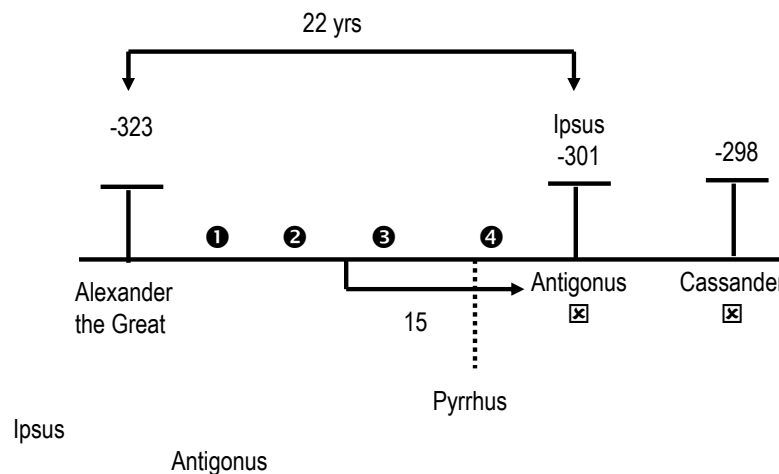 22 yrs
-323
Ipsus
-301
-298
❶ ❷ ❸ ❹
Alexander
the Great
Antigonus
Cassander
15
Pyrrhus
Ipsus
Antigonus